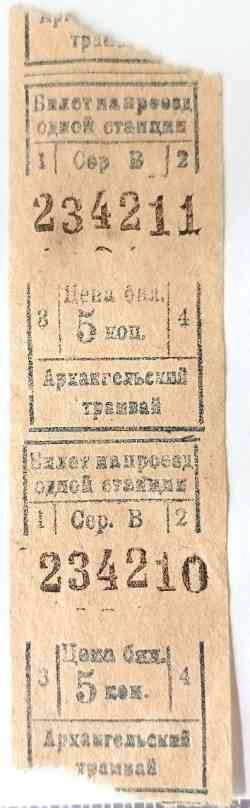 трам
Билет на проезд
одной станции
1 Сер В 2
234211
3 Цена бил. 4
5 коп.
Архангельский
трамвай
Билет на проезд
одной станции
1 Сер. В 2
234210
3 Цена бил. 4
5 коп.
Архангельский
трамвай